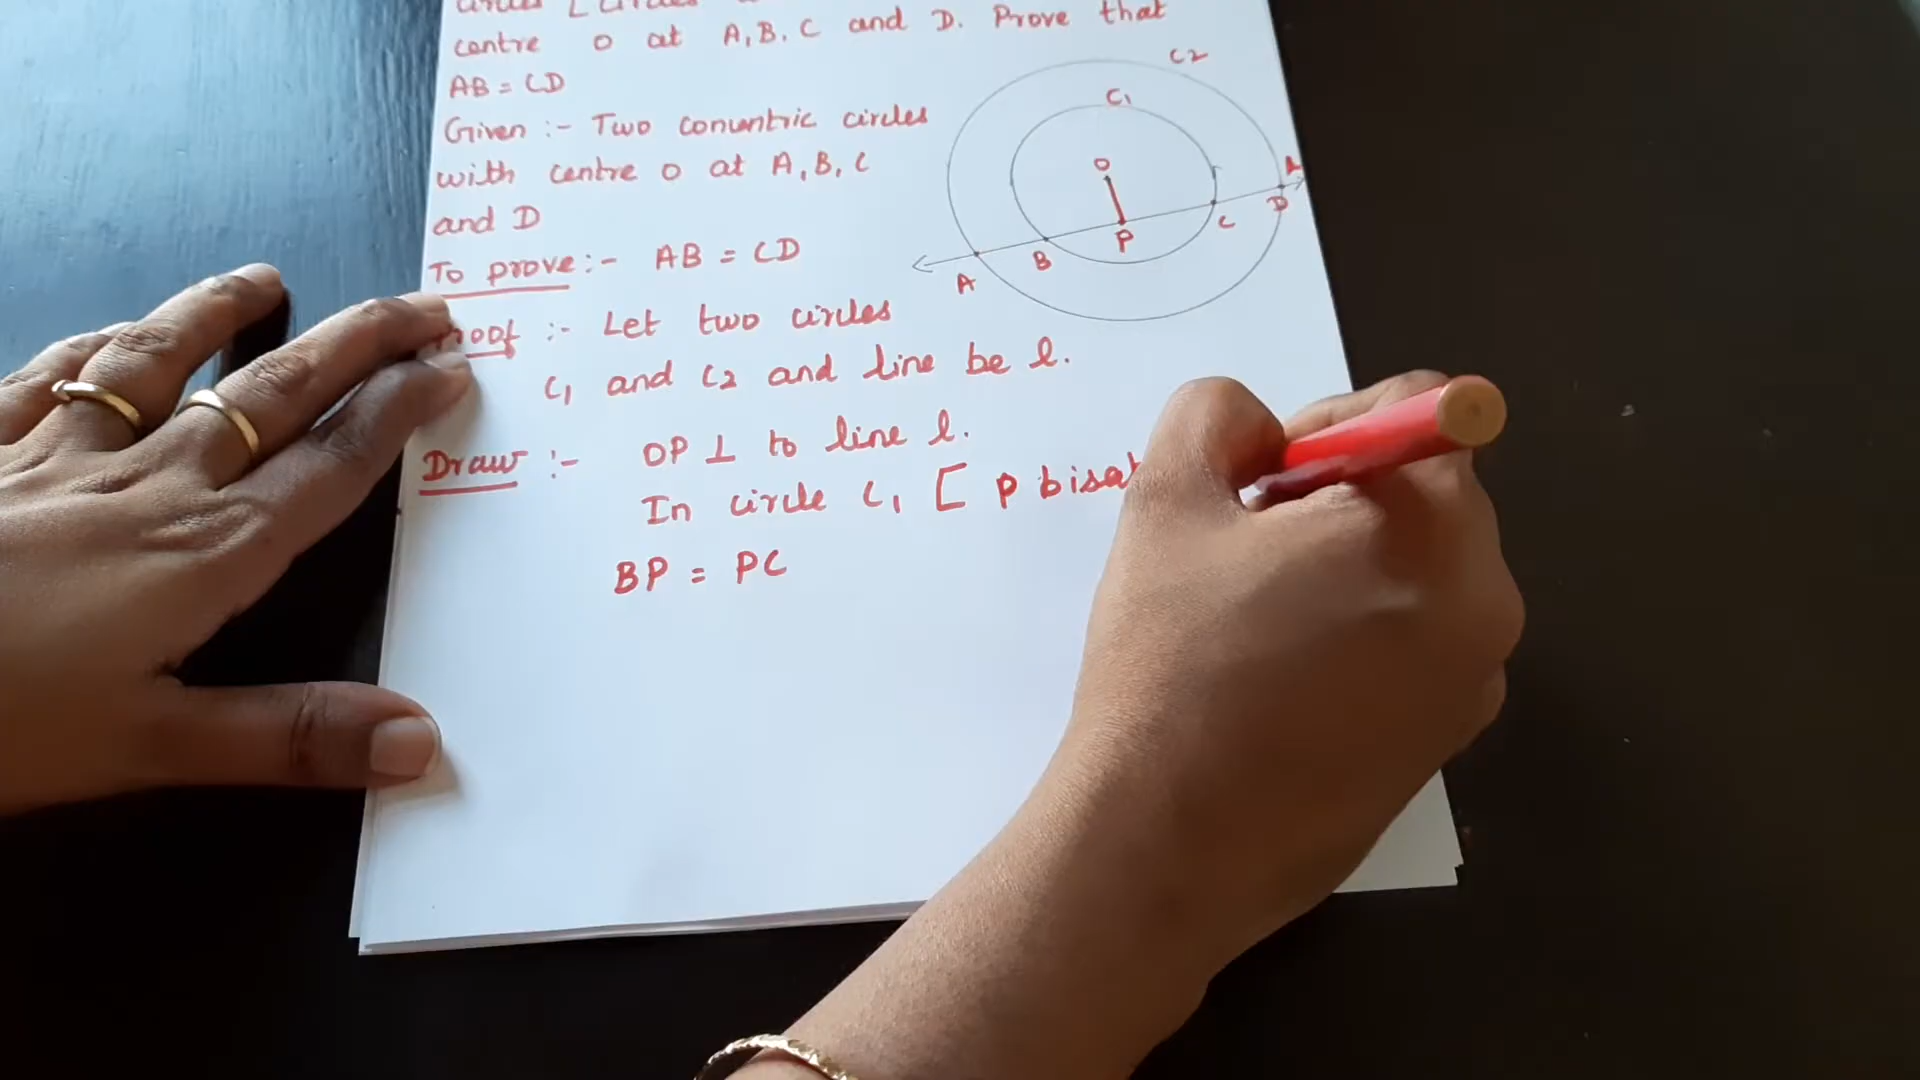 centre O at A, B, C and D. Prove that
AB = CD
Given :- Two conuntric circles
with centre O at A, B, C
and D
To prove :- AB = CD
:- Let two circles
C1 and C2 and line be l.
Draw :- OP ⊥ to line l.
In circle C1 [ P bisat
BP = PC
C2
C1
O
P
A
B
C
D